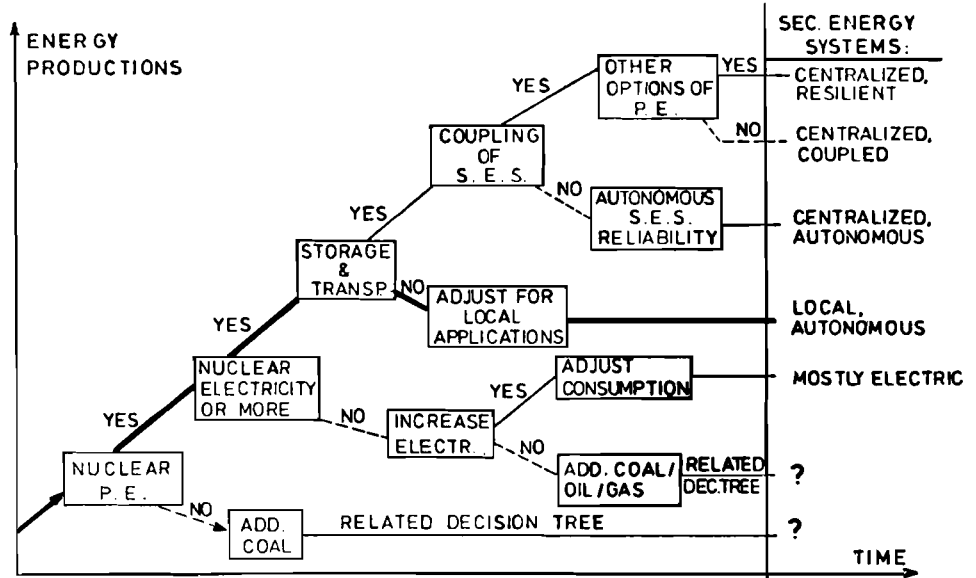 ENERGY
PRODUCTIONS
SEC. ENERGY
SYSTEMS:
OTHER
OPTIONS OF
P. E.
YES
CENTRALIZED,
RESILIENT
NO
CENTRALIZED,
COUPLED
YES
COUPLING
OF
S. E. S.
NO
AUTONOMOUS
S.E.S.
RELIABILITY
CENTRALIZED,
AUTONOMOUS
YES
STORAGE
&
TRANSP.
NO
ADJUST FOR
LOCAL
APPLICATIONS
LOCAL,
AUTONOMOUS
YES
NUCLEAR
ELECTRICITY
OR MORE
NO
INCREASE
ELECTR..
YES
ADJUST
CONSUMPTION
MOSTLY ELECTRIC
NO
ADD. COAL/
OIL/GAS
RELATED
DEC.TREE
?
YES
NUCLEAR
P. E.
NO
ADD.
COAL
RELATED DECISION TREE
?
TIME